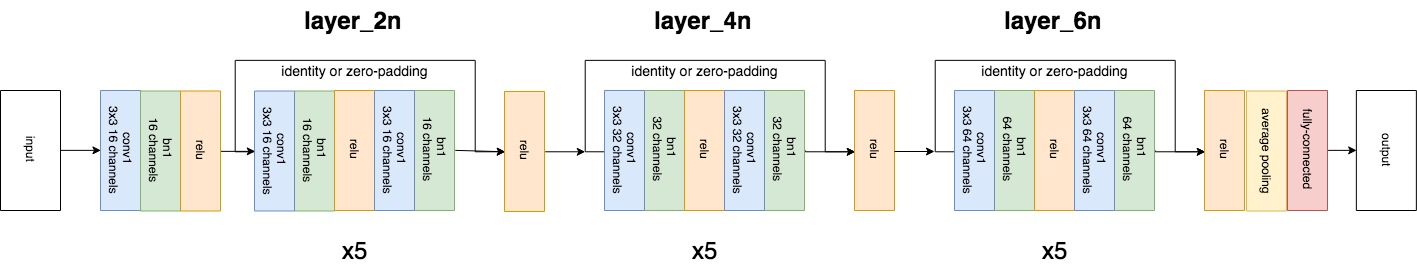 layer_2n
layer_4n
layer_6n
identity or zero-padding
identity or zero-padding
identity or zero-padding
input
conv1
3x3 16 channels
bn1
16 channels
relu
conv1
3x3 16 channels
bn1
16 channels
relu
conv1
3x3 16 channels
bn1
16 channels
relu
conv1
3x3 32 channels
bn1
32 channels
relu
conv1
3x3 32 channels
bn1
32 channels
relu
conv1
3x3 64 channels
bn1
64 channels
relu
conv1
3x3 64 channels
bn1
64 channels
relu
average pooling
fully-connected
output
x5
x5
x5